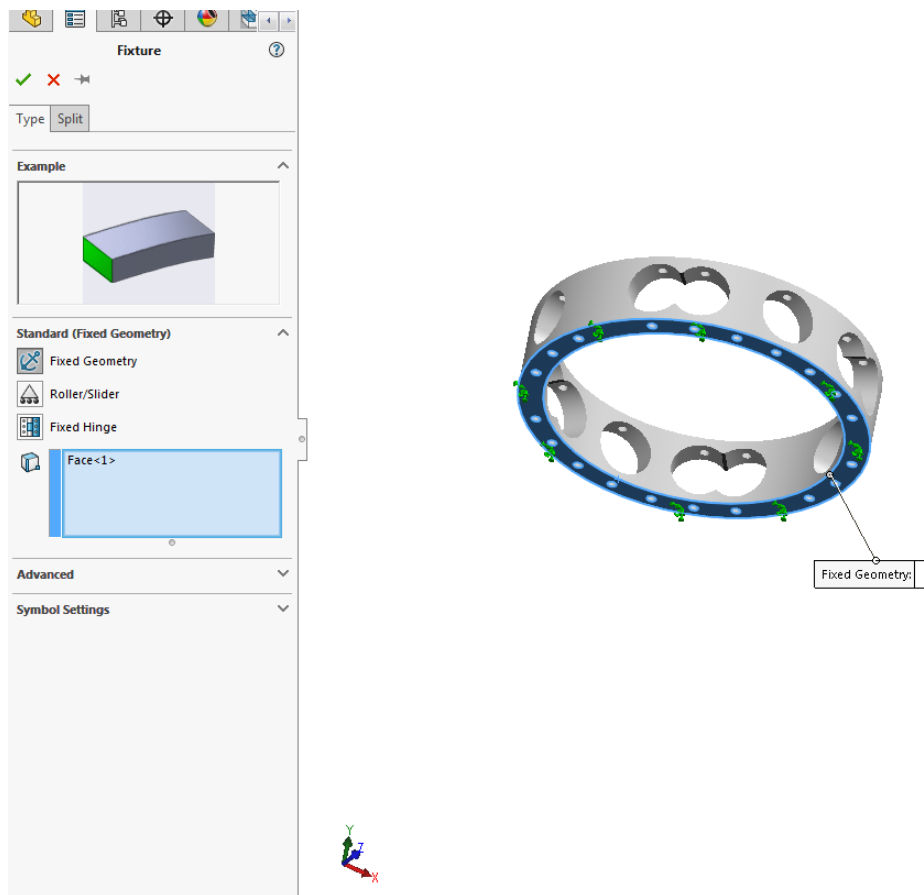 Fixture
Type
Split
Example
Standard (Fixed Geometry)
Fixed Geometry
Roller/Slider
Fixed Hinge
Face<1>
Advanced
Symbol Settings
Fixed Geometry:
Y
Z
X